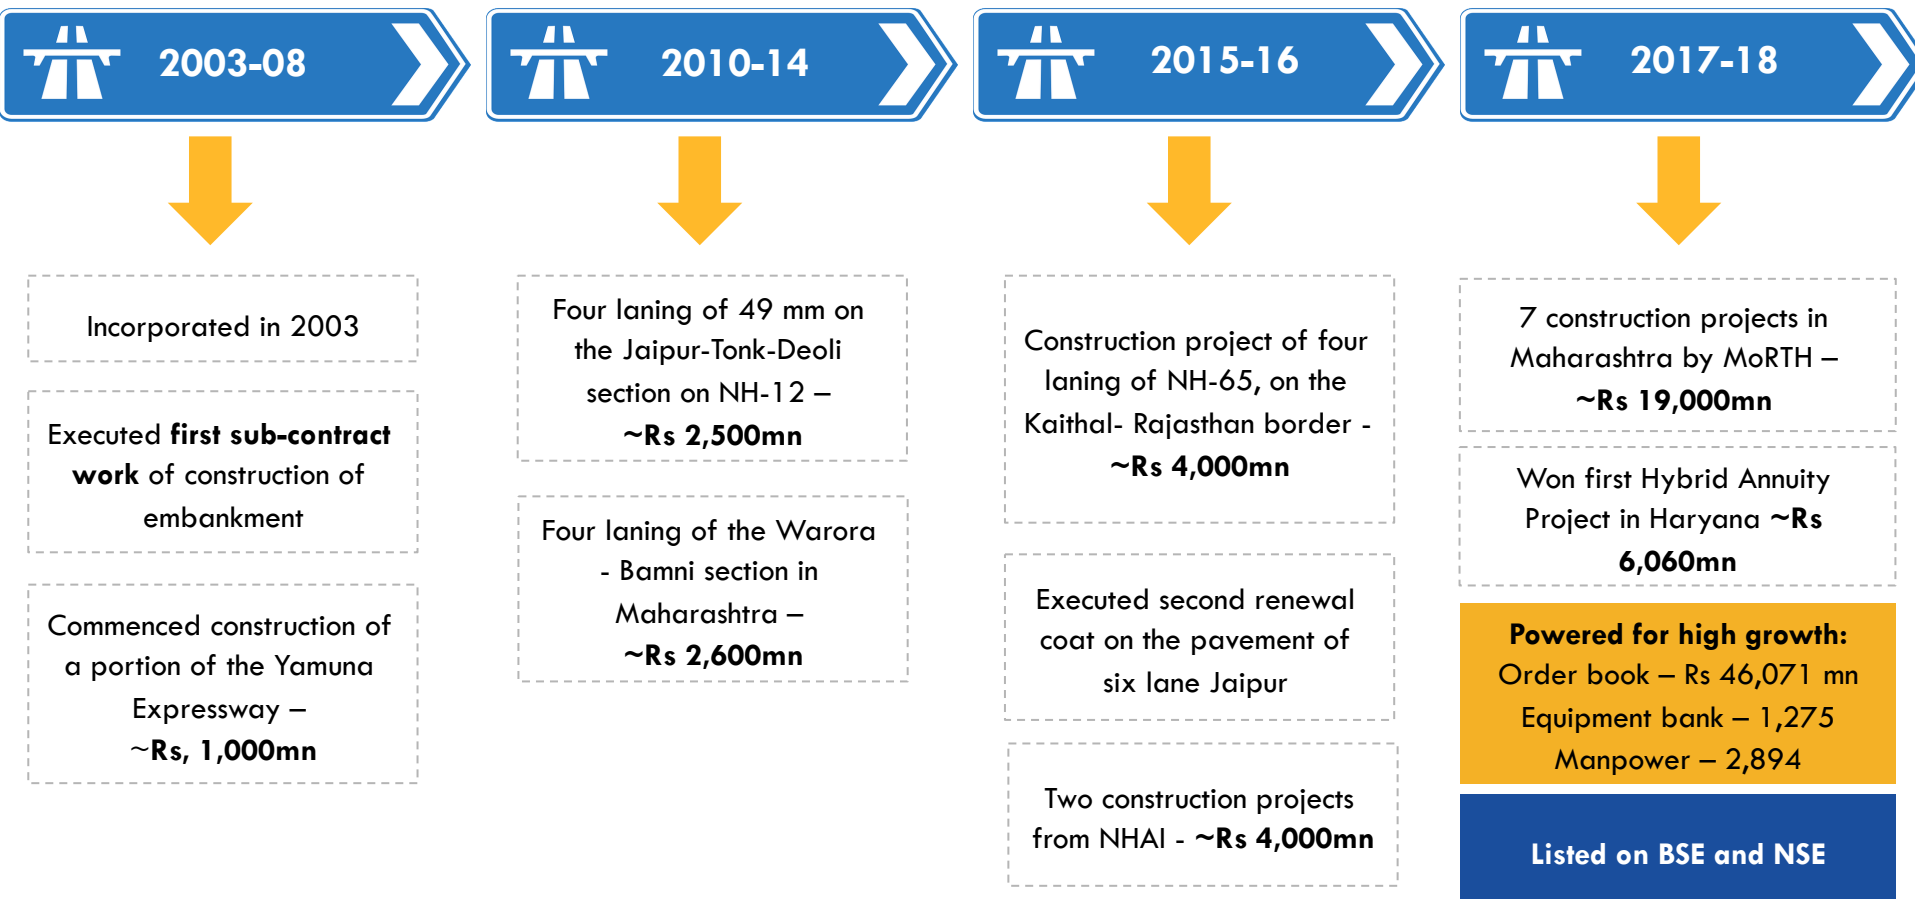 2003-08
Incorporated in 2003
Executed first sub-contract
work of construction of
embankment
Commenced construction of
a portion of the Yamuna
Expressway –
~Rs, 1,000mn
2010-14
Four laning of 49 mm on
the Jaipur-Tonk-Deoli
section on NH-12 –
~Rs 2,500mn
Four laning of the Warora
- Bamni section in
Maharashtra –
~Rs 2,600mn
2015-16
Construction project of four
laning of NH-65, on the
Kaithal- Rajasthan border -
~Rs 4,000mn
Executed second renewal
coat on the pavement of
six lane Jaipur
Two construction projects
from NHAI - ~Rs 4,000mn
2017-18
7 construction projects in
Maharashtra by MoRTH –
~Rs 19,000mn
Won first Hybrid Annuity
Project in Haryana ~Rs
6,060mn
Powered for high growth:
Order book – Rs 46,071 mn
Equipment bank – 1,275
Manpower – 2,894
Listed on BSE and NSE